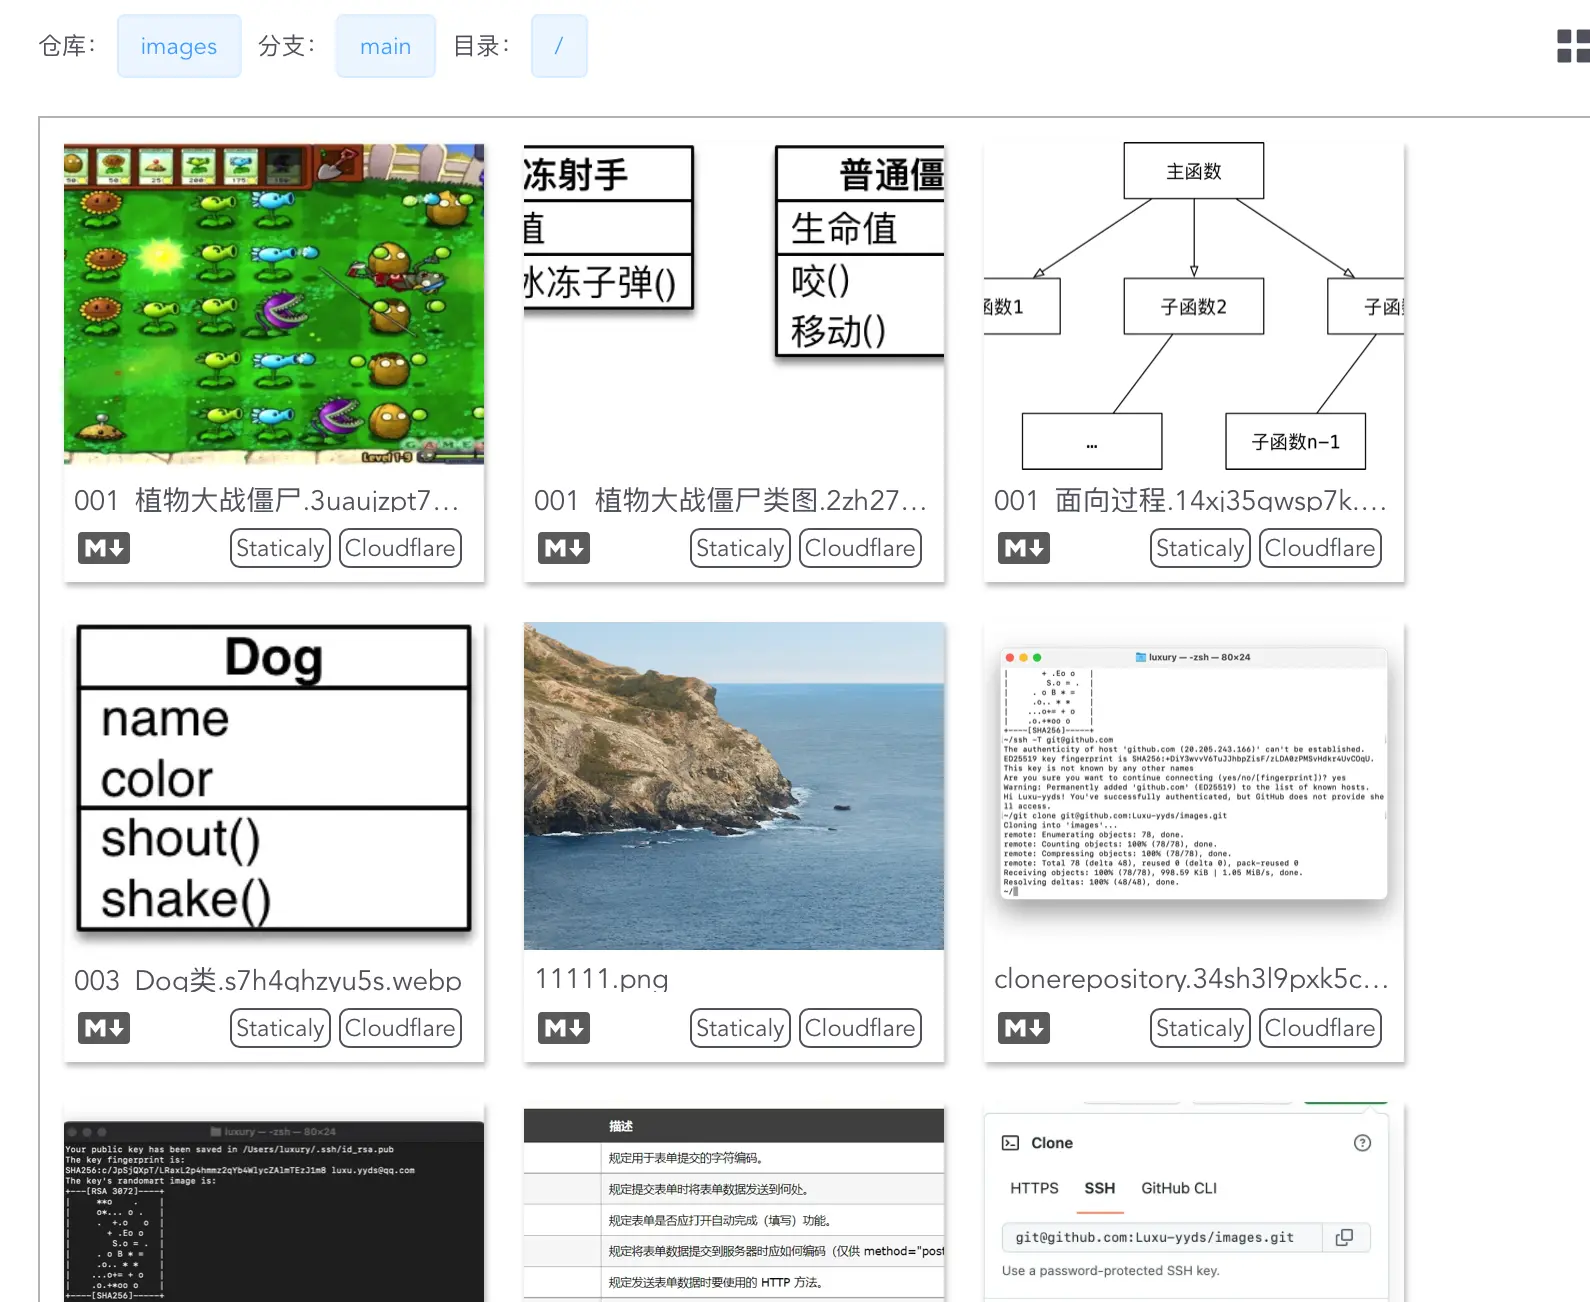 仓库： images 分支： main 目录： /
50 50 25 200 175 150
Level 1-9
冻射手
值
冰冻子弹()
普通僵
生命值
咬()
移动()
主函数
函数1
子函数2
子函
...
子函数n-1
001 植物大战僵尸.3uaujzpt7...
001 植物大战僵尸类图.2zh27...
001 面向过程.14xj35qwsp7k....
M Staticaly Cloudflare
M Staticaly Cloudflare
M Staticaly Cloudflare
Dog
name
color
shout()
shake()
luxury — -zsh — 80×24
| + .Eo o |
| S.o = . |
| . o B * = |
| .o.. * * |
| ...o+= + o |
| .o.+*oo o |
+----[SHA256]-----+
~/ssh -T git@github.com
The authenticity of host 'github.com (20.205.243.166)' can't be established.
ED25519 key fingerprint is SHA256:+DiY3wvvV6TuJJhbpZisF/zLDA0zPMSvHdkr4UvCOqU.
This key is not known by any other names
Are you sure you want to continue connecting (yes/no/[fingerprint])? yes
Warning: Permanently added 'github.com' (ED25519) to the list of known hosts.
Hi Luxu-yyds! You've successfully authenticated, but GitHub does not provide she
ll access.
~/git clone git@github.com:Luxu-yyds/images.git
Cloning into 'images'...
remote: Enumerating objects: 78, done.
remote: Counting objects: 100% (78/78), done.
remote: Compressing objects: 100% (78/78), done.
remote: Total 78 (delta 48), reused 0 (delta 0), pack-reused 0
Receiving objects: 100% (78/78), 998.59 KiB | 1.05 MiB/s, done.
Resolving deltas: 100% (48/48), done.
~/
003 Dog类.s7h4qhzyu5s.webp
11111.png
clonerepository.34sh3l9pxk5c...
M Staticaly Cloudflare
M Staticaly Cloudflare
M Staticaly Cloudflare
luxury — -zsh — 80×24
Your public key has been saved in /Users/luxury/.ssh/id_rsa.pub
The key fingerprint is:
SHA256:c/JpSjQXpT/LRaxL2p4hmmz2qYb4WlycZAlmTEzJ1m8 luxu.yyds@qq.com
The key's randomart image is:
+---[RSA 3072]----+
| **o . |
| o*... o . |
| . +.o o |
| + .Eo o |
| S.o = . |
| . o B * = |
| .o.. * * |
| ...o+= + o |
| .o.+*oo o |
+----[SHA256]-----+
描述
规定用于表单提交的字符编码。
规定提交表单时将表单数据发送到何处。
规定表单是否应打开自动完成（填写）功能。
规定将表单数据提交到服务器时应如何编码（仅供 method="post
规定发送表单数据时要使用的 HTTP 方法。
Clone
HTTPS SSH GitHub CLI
git@github.com:Luxu-yyds/images.git
Use a password-protected SSH key.